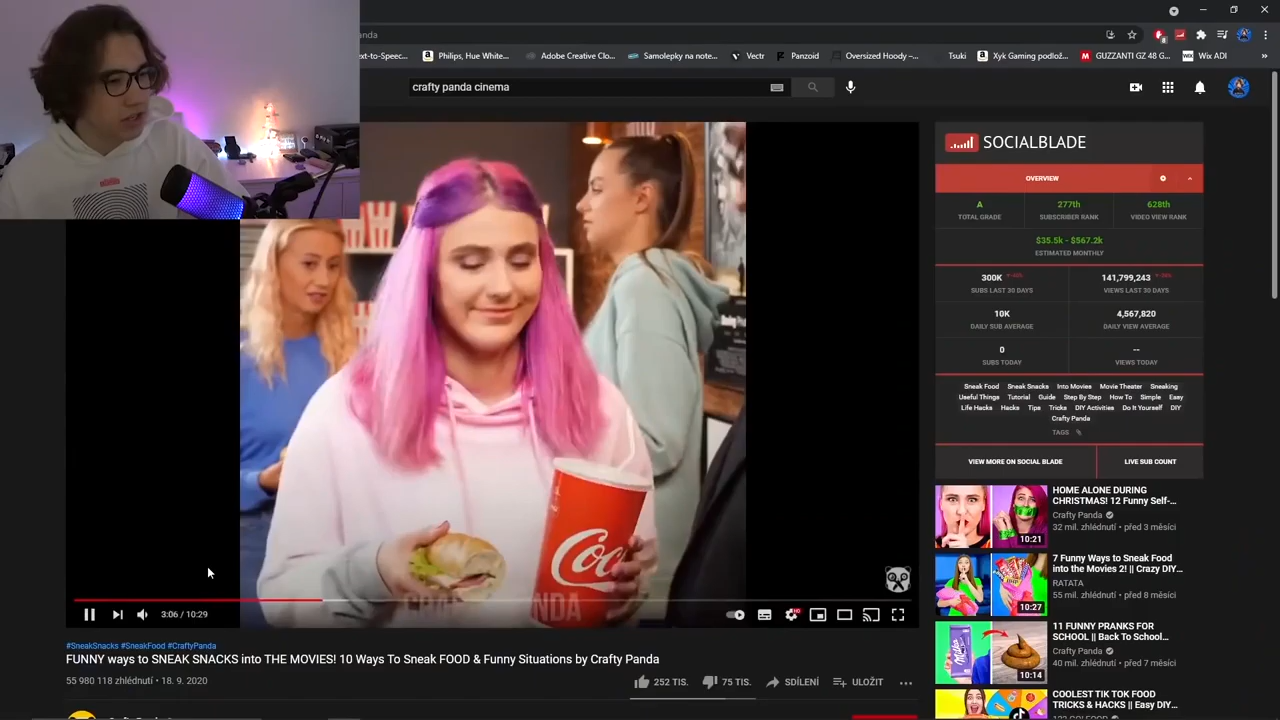 anda
ext-to-Speec...
Philips, Hue White...
Adobe Creative Clo...
Samolepky na note...
Vectr
Panzoid
Oversized Hoody –...
Tsuki
Xyk Gaming podlož...
GUZZANTI GZ 48 G...
Wix ADI
»
crafty panda cinema
SOCIALBLADE
OVERVIEW
A
277th
628th
TOTAL GRADE
SUBSCRIBER RANK
VIDEO VIEW RANK
$35.5k - $567.2k
ESTIMATED MONTHLY
300K
141,799,243
SUBS LAST 30 DAYS
VIEWS LAST 30 DAYS
10K
4,567,820
DAILY SUB AVERAGE
DAILY VIEW AVERAGE
0
--
SUBS TODAY
VIEWS TODAY
Sneak Food Sneak Snacks Into Movies Movie Theater Sneaking
Useful Things Tutorial Guide Step By Step How To Simple Easy
Life Hacks Hacks Tips Tricks DIY Activities Do It Yourself DIY
Crafty Panda
TAGS
VIEW MORE ON SOCIAL BLADE
LIVE SUB COUNT
Coc
3:06 / 10:29
HD
#SneakSnacks #SneakFood #CraftyPanda
FUNNY ways to SNEAK SNACKS into THE MOVIES! 10 Ways To Sneak FOOD & Funny Situations by Crafty Panda
55 980 118 zhlédnutí • 18. 9. 2020
252 TIS.
75 TIS.
SDÍLENÍ
ULOŽIT
HOME ALONE DURING
CHRISTMAS! 12 Funny Self-...
Crafty Panda
32 mil. zhlédnutí • před 3 měsíci
10:21
7 Funny Ways to Sneak Food
into the Movies 2! || Crazy DIY...
RATATA
55 mil. zhlédnutí • před 8 měsíci
10:27
11 FUNNY PRANKS FOR
SCHOOL || Back To School...
Crafty Panda
40 mil. zhlédnutí • před 7 měsíci
10:14
Milka
COOLEST TIK TOK FOOD
TRICKS & HACKS || Easy DIY...